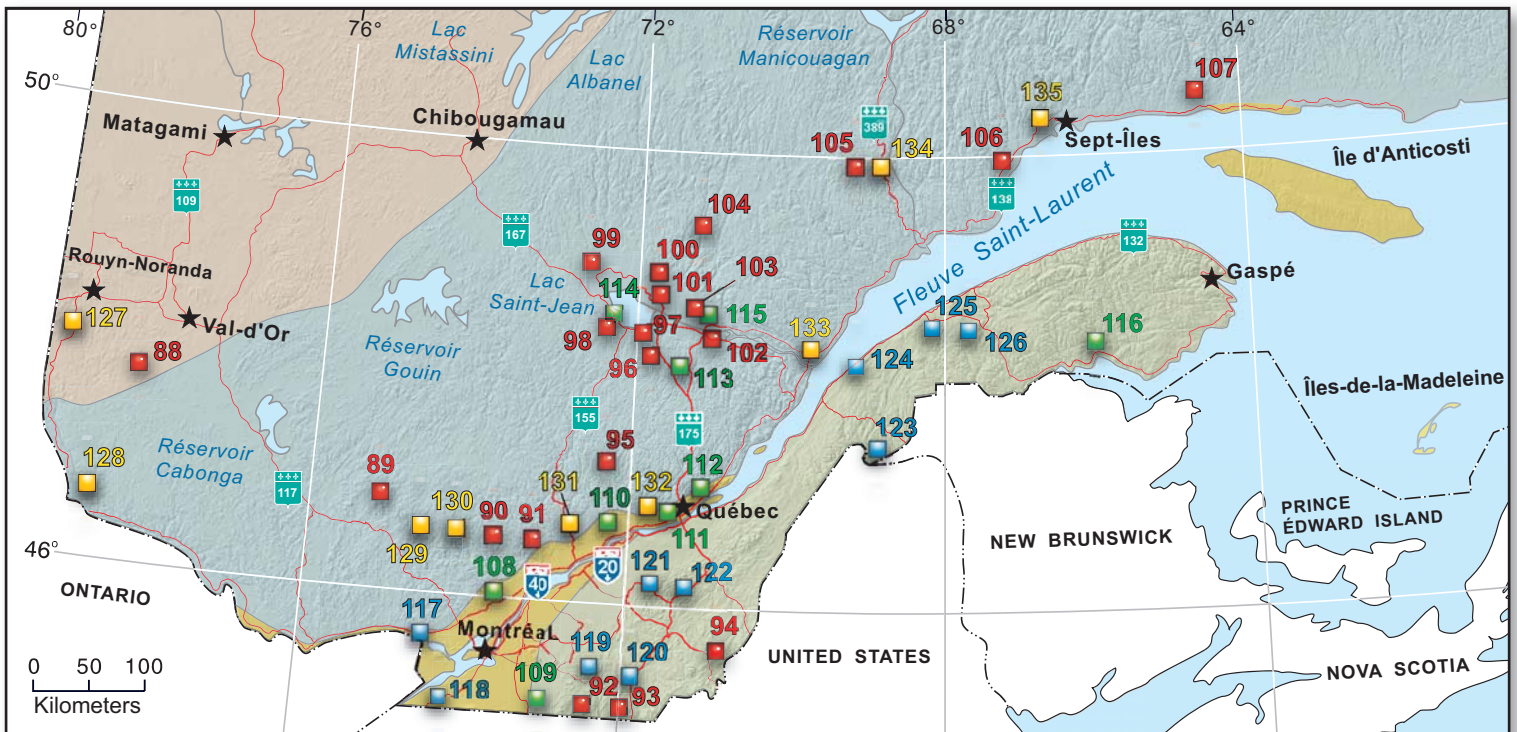 80°
76°
72°
68°
64°
50°
46°
Lac
Mistassini
Lac
Albanel
Réservoir
Manicouagan
107
135
Matagami
Chibougamau
389
105
134
106
Sept-Îles
Île d'Anticosti
109
138
104
167
99
100
132
Fleuve Saint-Laurent
Rouyn-Noranda
101
103
Gaspé
Lac
Saint-Jean
114
115
127
Val-d'Or
125
116
98
97
133
126
88
Réservoir
Gouin
96
102
124
113
Îles-de-la-Madeleine
155
175
123
Réservoir
Cabonga
95
128
117
89
112
130
131
132
110
90
91
Québec
129
111
PRINCE
ÉDWARD ISLAND
NEW BRUNSWICK
108
40
20
121
122
ONTARIO
117
Montréal
94
119
120
UNITED STATES
NOVA SCOTIA
0 50 100
Kilometers
118
109
92
93